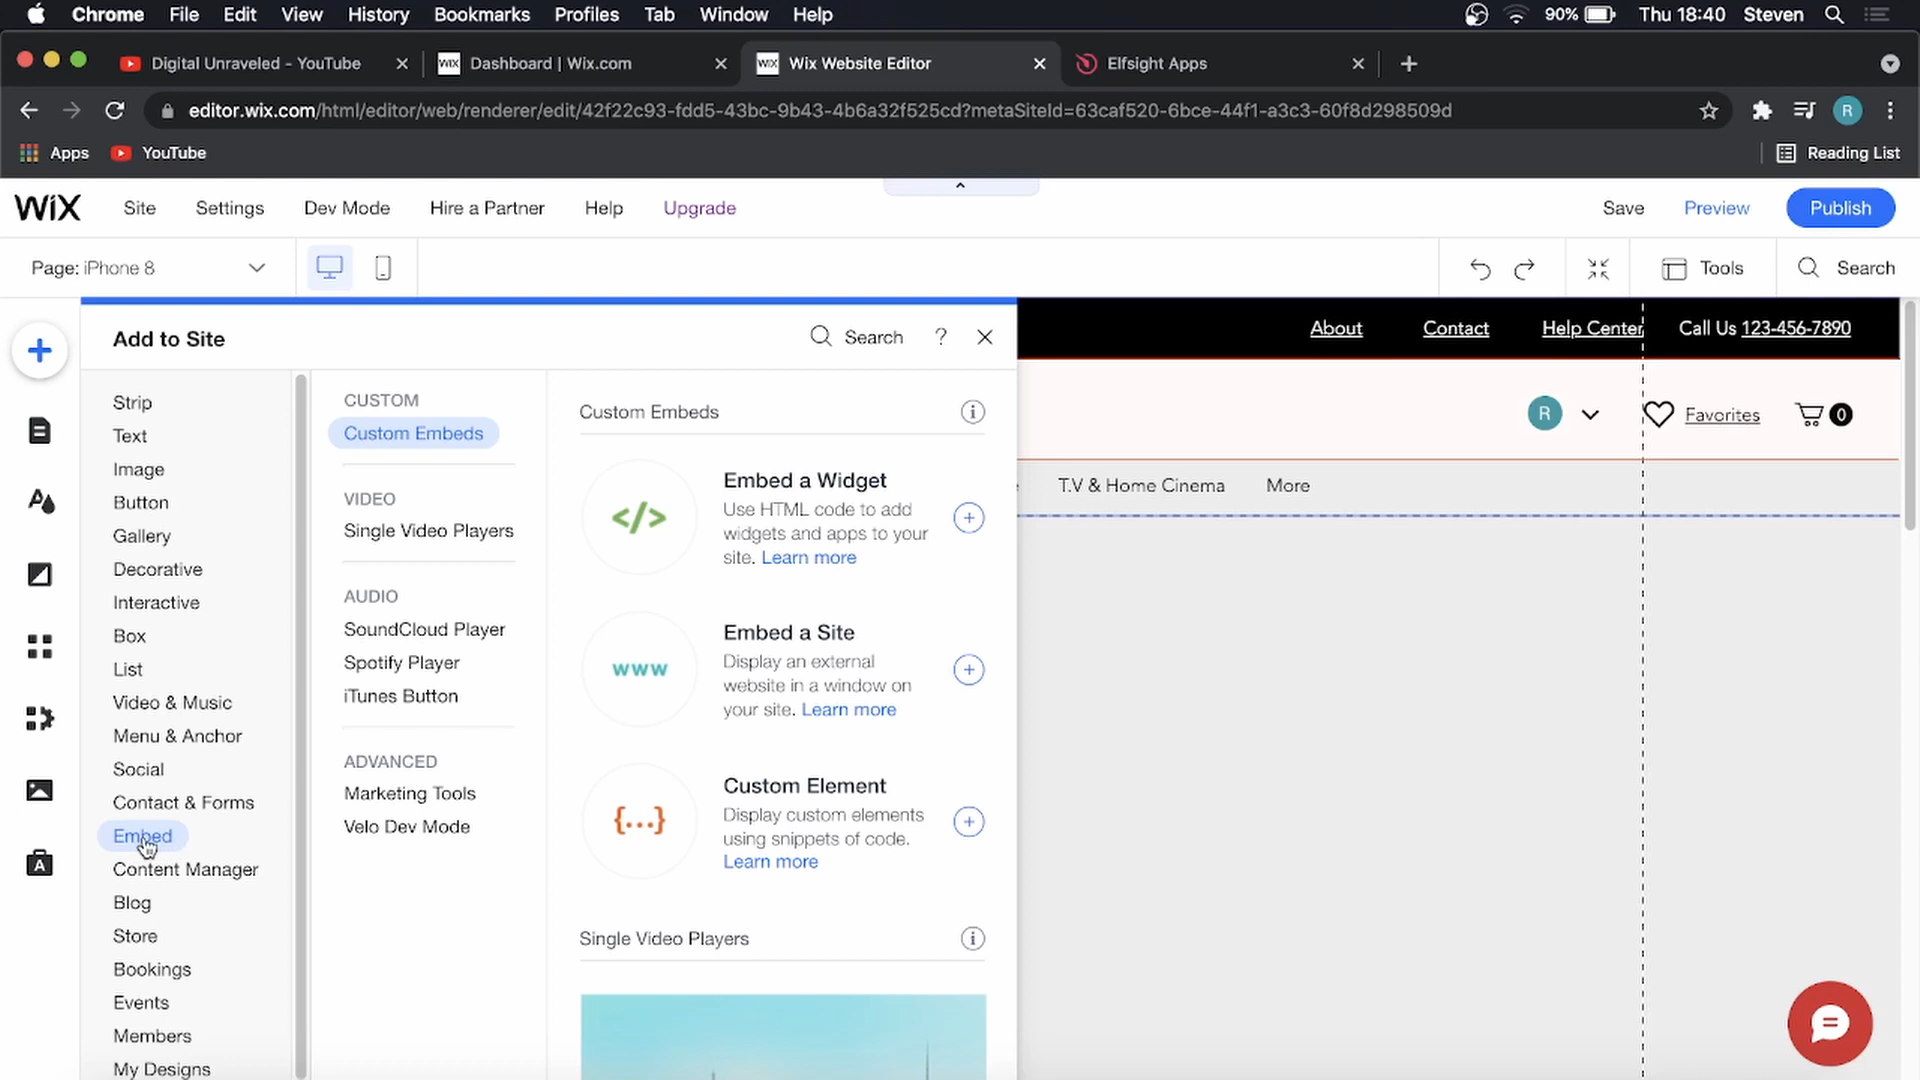 Chrome File Edit View History Bookmarks Profiles Tab Window Help 90% Thu 18:40 Steven
Digital Unraveled - YouTube WiX Dashboard | Wix.com WiX Wix Website Editor Elfsight Apps
editor.wix.com/html/editor/web/renderer/edit/42f22c93-fdd5-43bc-9b43-4b6a32f525cd?metaSiteId=63caf520-6bce-44f1-a3c3-60f8d298509d R
Apps YouTube Reading List
WiX Site Settings Dev Mode Hire a Partner Help Upgrade Save Preview Publish
Page: iPhone 8 Tools Search
Add to Site Search ?
About Contact Help Center Call Us 123-456-7890
R Favorites 0
T.V & Home Cinema More
Strip
Text
Image
Button
Gallery
Decorative
Interactive
Box
List
Video & Music
Menu & Anchor
Social
Contact & Forms
Embed
Content Manager
Blog
Store
Bookings
Events
Members
My Designs
A
CUSTOM
Custom Embeds
VIDEO
Single Video Players
AUDIO
SoundCloud Player
Spotify Player
iTunes Button
ADVANCED
Marketing Tools
Velo Dev Mode
Custom Embeds
</>
Embed a Widget
Use HTML code to add
widgets and apps to your
site. Learn more
www
Embed a Site
Display an external
website in a window on
your site. Learn more
{...}
Custom Element
Display custom elements
using snippets of code.
Learn more
Single Video Players